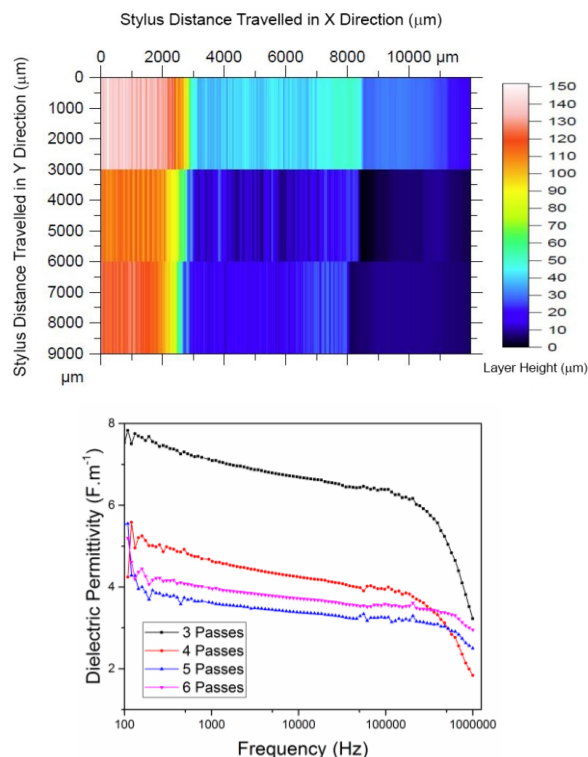 Stylus Distance Travelled in X Direction (μm)
0 2000 4000 6000 8000 10000 μm
Stylus Distance Travelled in Y Direction (μm)
0
1000
2000
3000
4000
5000
6000
7000
8000
9000
μm
150
140
130
120
110
100
90
80
70
60
50
40
30
20
10
0
Layer Height (μm)
Dielectric Permittivity (F.m-1)
8
6
4
2
3 Passes
4 Passes
5 Passes
6 Passes
100 1000 10000 100000 1000000
Frequency (Hz)